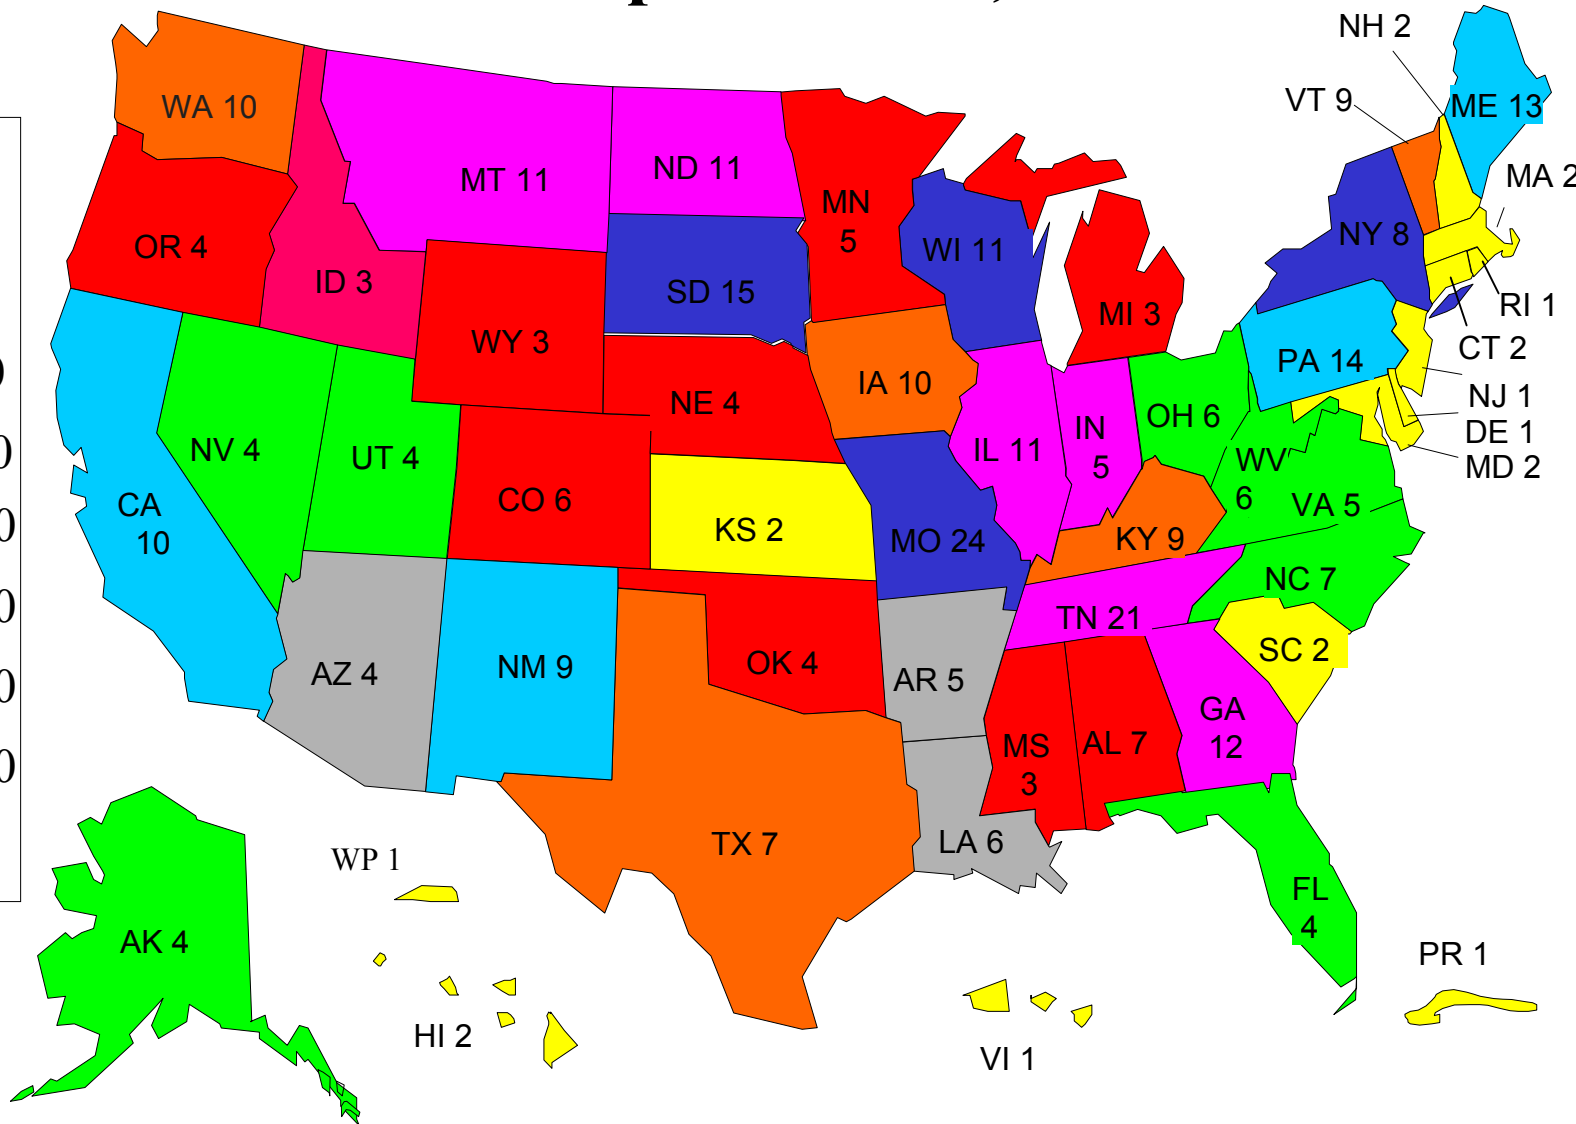 NH 2
VT 9
ME 13
WA 10
MT 11
ND 11
MN
5
MA 2
OR 4
ID 3
WI 11
NY 8
SD 15
RI 1
WY 3
MI 3
CT 2
PA 14
NE 4
IA 10
NJ 1
DE 1
MD 2
NV 4
UT 4
IL 11
IN
5
OH 6
WV
6
CA
10
CO 6
KS 2
MO 24
KY 9
VA 5
NC 7
AZ 4
NM 9
OK 4
AR 5
TN 21
SC 2
MS
3
AL 7
GA
12
TX 7
LA 6
WP 1
FL
4
AK 4
HI 2
VI 1
PR 1
0
0
0
0
0